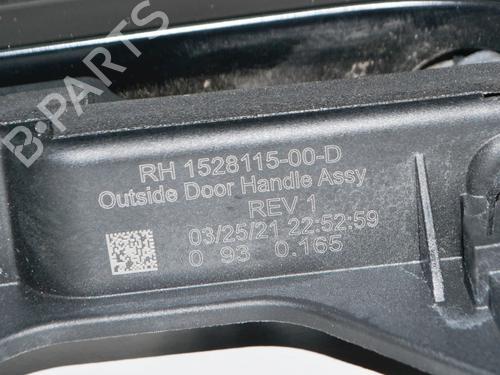 B-PARTS
RH 1528115-00-D
Outside Door Handle Assy
REV 1
03/25/21 22:52:59
0 93 0.165